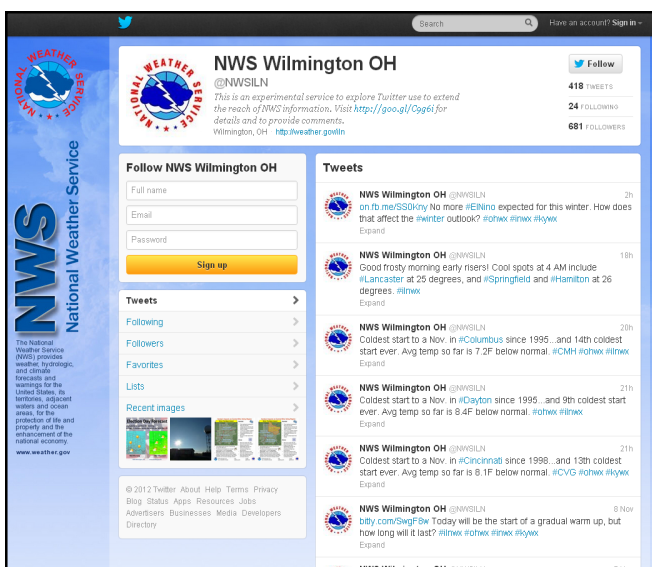 Search
Have an account? Sign in
NATIONAL WEATHER SERVICE
NWS
National Weather Service
The National
Weather Service
(NWS) provides
weather, hydrologic,
and climate
forecasts and
warnings for the
United States, its
territories, adjacent
waters and ocean
areas, for the
protection of life and
property and the
enhancement of the
national economy.
www.weather.gov
NATIONAL WEATHER SERVICE
NWS Wilmington OH
@NWSILN
This is an experimental service to explore Twitter use to extend
the reach of NWS information. Visit http://goo.gl/C9g6i for
details and to provide comments.
Wilmington, OH http://weather.gov/iln
Follow
418 TWEETS
24 FOLLOWING
681 FOLLOWERS
Follow NWS Wilmington OH
Full name
Email
Password
Sign up
Tweets
Following
Followers
Favorites
Lists
Recent images
Election Day Forecast
© 2012 Twitter About Help Terms Privacy
Blog Status Apps Resources Jobs
Advertisers Businesses Media Developers
Directory
Tweets
NWS Wilmington OH @NWSILN 2h
on.fb.me/SS0Kny No more #ElNino expected for this winter. How does
that affect the #winter outlook? #ohwx #inwx #kywx
Expand
NWS Wilmington OH @NWSILN 18h
Good frosty morning early risers! Cool spots at 4 AM include
#Lancaster at 25 degrees, and #Springfield and #Hamilton at 26
degrees. #ilnwx
Expand
NWS Wilmington OH @NWSILN 20h
Coldest start to a Nov. in #Columbus since 1995...and 14th coldest
start ever. Avg temp so far is 7.2F below normal. #CMH #ohwx #ilnwx
Expand
NWS Wilmington OH @NWSILN 21h
Coldest start to a Nov. in #Dayton since 1995...and 9th coldest start
ever. Avg temp so far is 8.4F below normal. #ohwx #ilnwx
Expand
NWS Wilmington OH @NWSILN 21h
Coldest start to a Nov. in #Cincinnati since 1998...and 13th coldest
start ever. Avg temp so far is 8.1F below normal. #CVG #ohwx #kywx
Expand
NWS Wilmington OH @NWSILN 8 Nov
bitly.com/SwgF8w Today will be the start of a gradual warm up, but
how long will it last? #ilnwx #ohwx #inwx #kywx
Expand